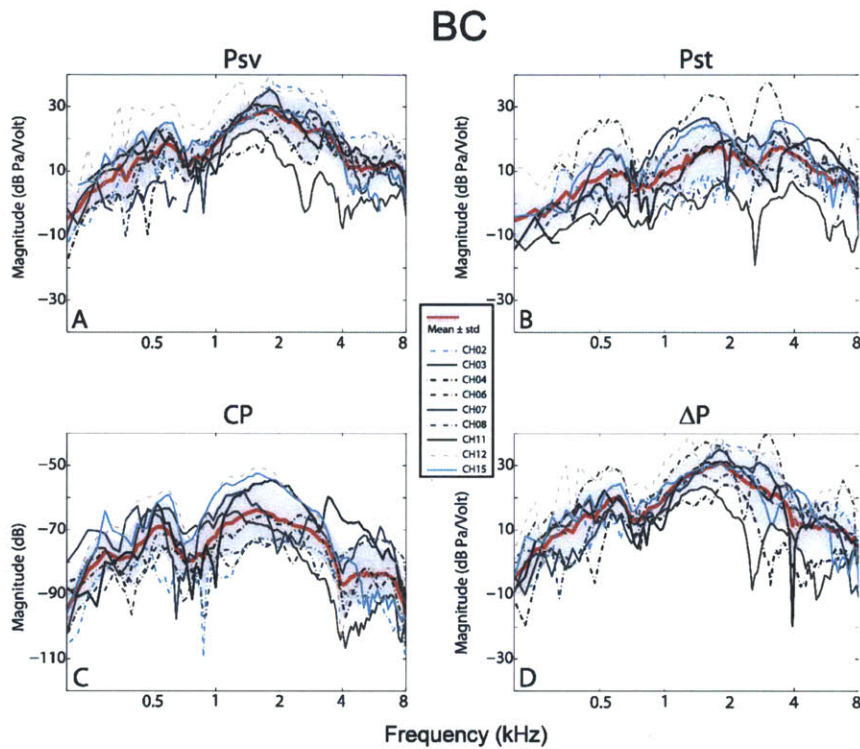 BC
Psv
Pst
Magnitude (dB Pa/Volt)
30
10
−10
−30
A
0.5 1 2 4 8
Magnitude (dB Pa/Volt)
30
10
−10
−30
B
0.5 1 2 4 8
Mean ± std
CH02
CH03
CH04
CH06
CH07
CH08
CH11
CH12
CH15
CP
ΔP
Magnitude (dB)
−50
−70
−90
−110
C
0.5 1 2 4 8
Magnitude (dB Pa/Volt)
30
10
−10
−30
D
0.5 1 2 4 8
Frequency (kHz)